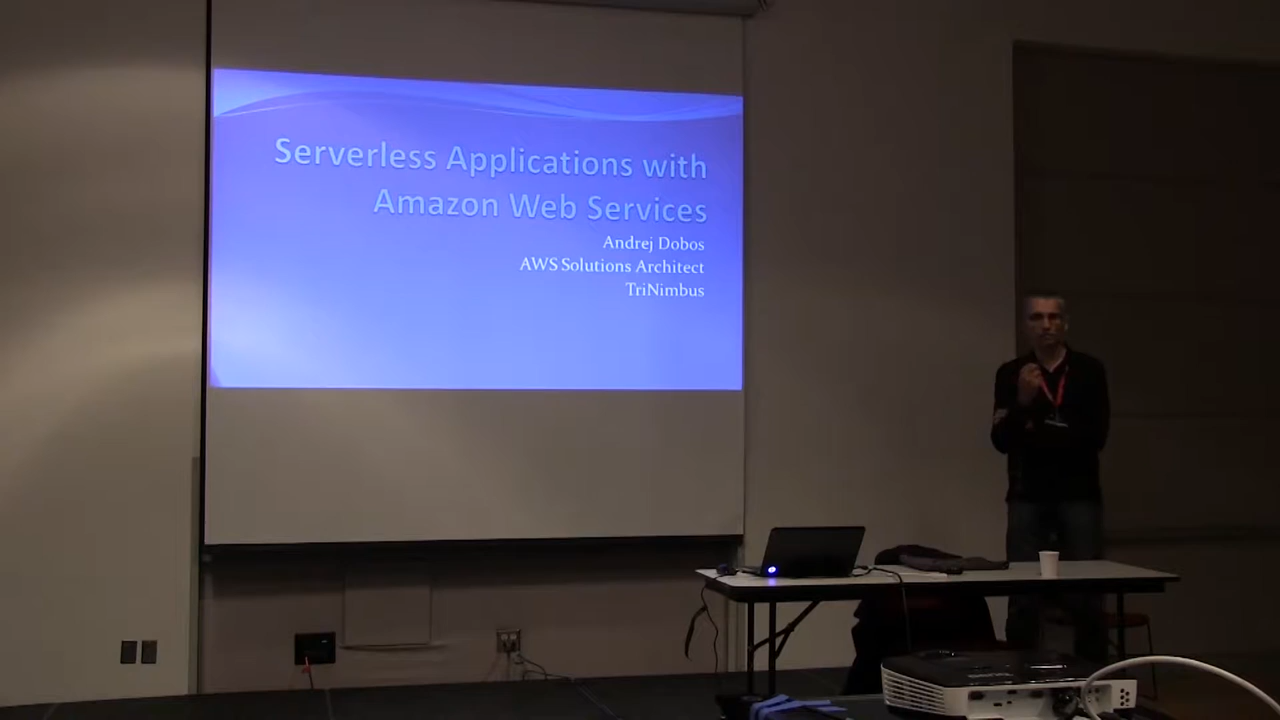 Serverless Applications with
Amazon Web Services
Andrej Dobos
AWS Solutions Architect
TriNimbus